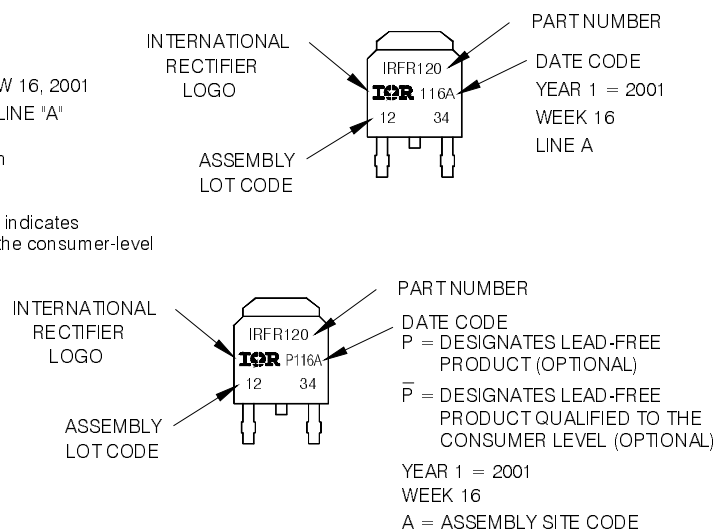 W 16, 2001
LINE "A"
n
indicates
the consumer-level
INTERNATIONAL
RECTIFIER
LOGO
ASSEMBLY
LOT CODE
IRFR120
IOR 116A
12 34
PART NUMBER
DATE CODE
YEAR 1 = 2001
WEEK 16
LINE A
INTERNATIONAL
RECTIFIER
LOGO
ASSEMBLY
LOT CODE
IRFR120
IOR P116A
12 34
PART NUMBER
DATE CODE
P = DESIGNATES LEAD-FREE
PRODUCT (OPTIONAL)
P̅ = DESIGNATES LEAD-FREE
PRODUCT QUALIFIED TO THE
CONSUMER LEVEL (OPTIONAL)
YEAR 1 = 2001
WEEK 16
A = ASSEMBLY SITE CODE